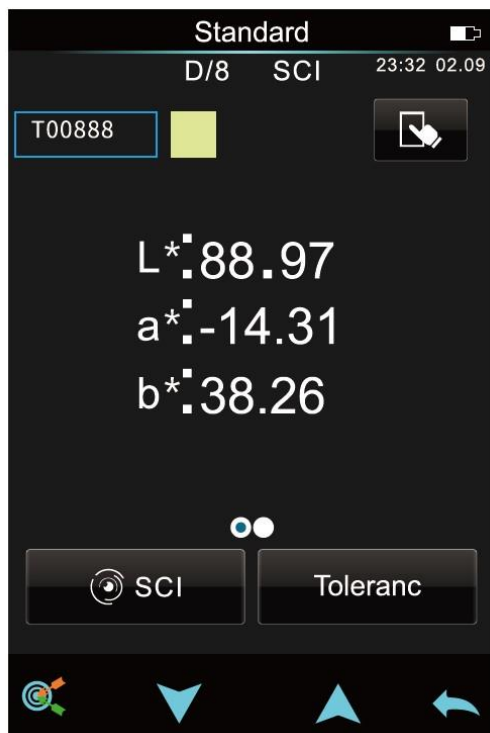 Standard
D/8 SCI 23:32 02.09
T00888
L*:88.97
a*:-14.31
b*:38.26
SCI Toleranc